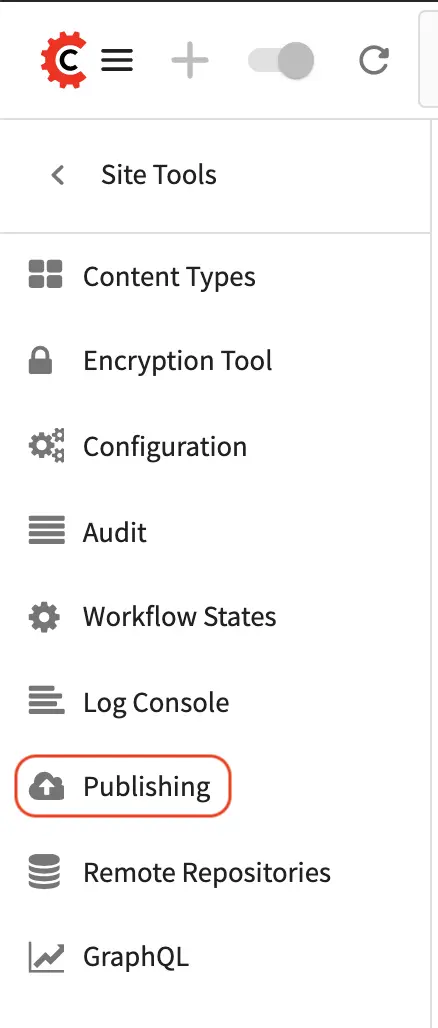 C
Site Tools
Content Types
Encryption Tool
Configuration
Audit
Workflow States
Log Console
Publishing
Remote Repositories
GraphQL